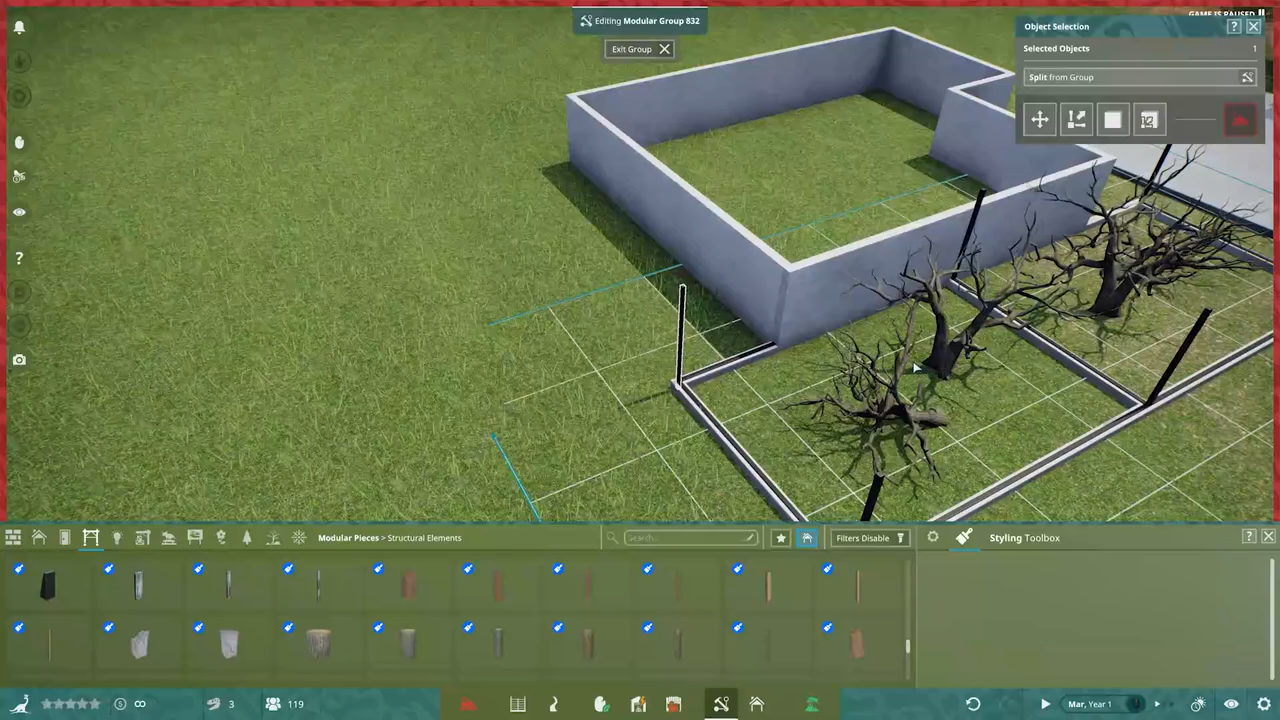 Editing Modular Group 832
GAME IS PAUSED
Exit Group
Object Selection
Selected Objects 1
Split from Group
Modular Pieces > Structural Elements
Search...
Filters Disable
Styling Toolbox
3
119
Mar, Year 1